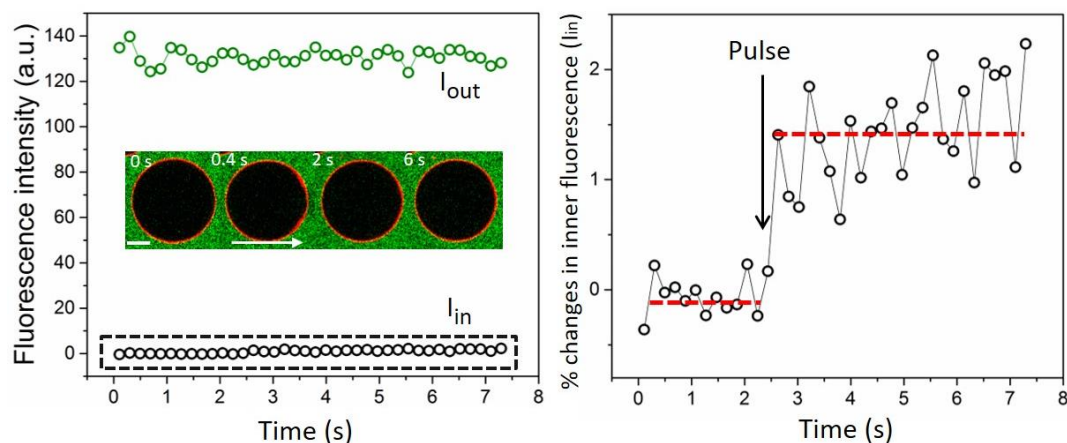 Fluorescence intensity (a.u.)
140
120
100
80
60
40
20
0
I out
0 s 0.4 s 2 s 6 s
I in
0 1 2 3 4 5 6 7 8
Time (s)
% changes in inner fluorescence (Iin)
2
1
0
Pulse
0 1 2 3 4 5 6 7 8
Time (s)